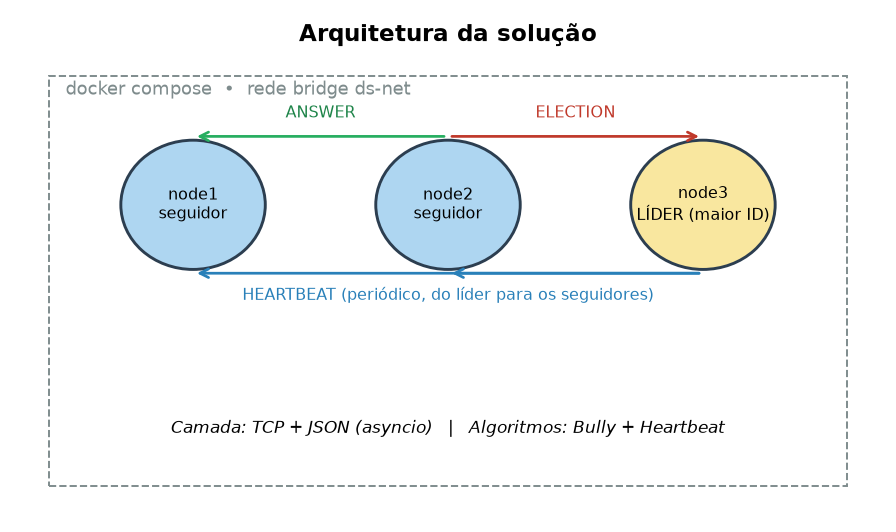 Arquitetura da solução
docker compose • rede bridge ds-net
ANSWER
ELECTION
node1
seguidor
node2
seguidor
node3
LÍDER (maior ID)
HEARTBEAT (periódico, do líder para os seguidores)
Camada: TCP + JSON (asyncio) | Algoritmos: Bully + Heartbeat